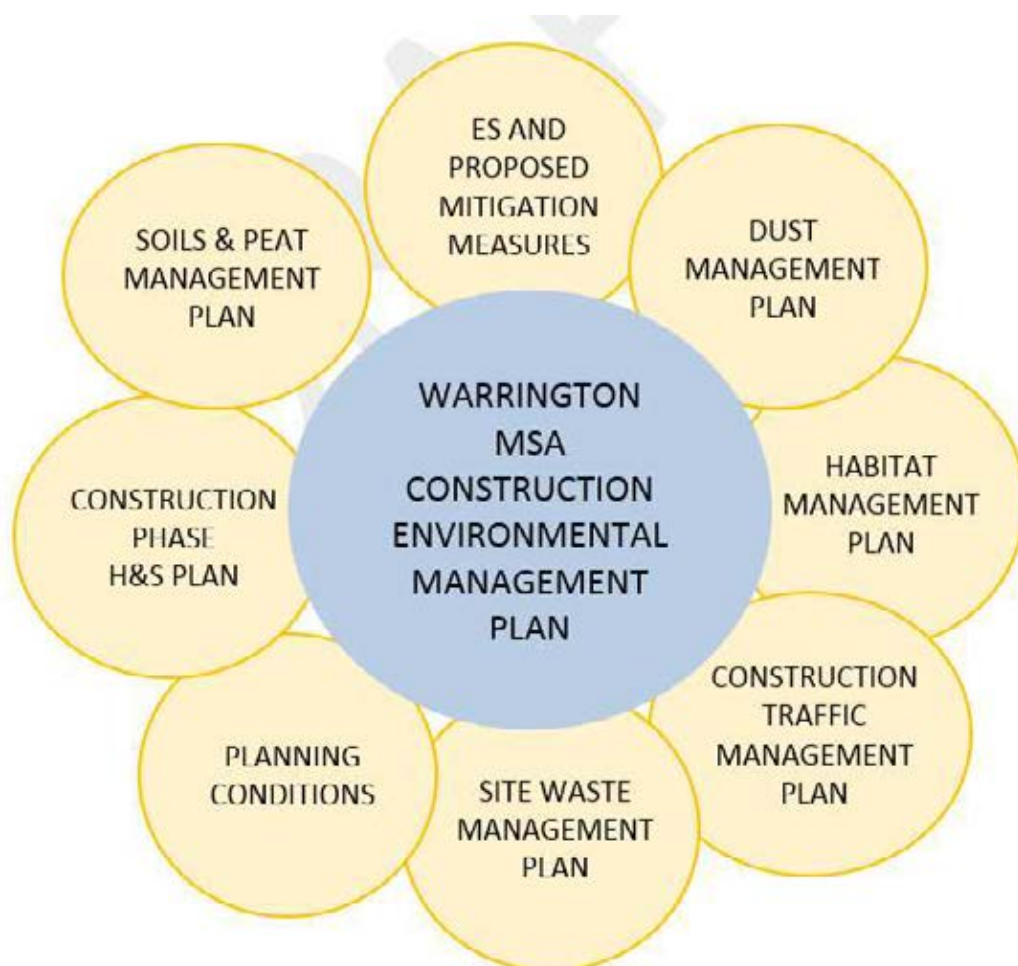 ES AND
PROPOSED
MITIGATION
MEASURES
DUST
MANAGEMENT
PLAN
HABITAT
MANAGEMENT
PLAN
CONSTRUCTION
TRAFFIC
MANAGEMENT
PLAN
SITE WASTE
MANAGEMENT
PLAN
PLANNING
CONDITIONS
CONSTRUCTION
PHASE
H&S PLAN
SOILS & PEAT
MANAGEMENT
PLAN
WARRINGTON
MSA
CONSTRUCTION
ENVIRONMENTAL
MANAGEMENT
PLAN